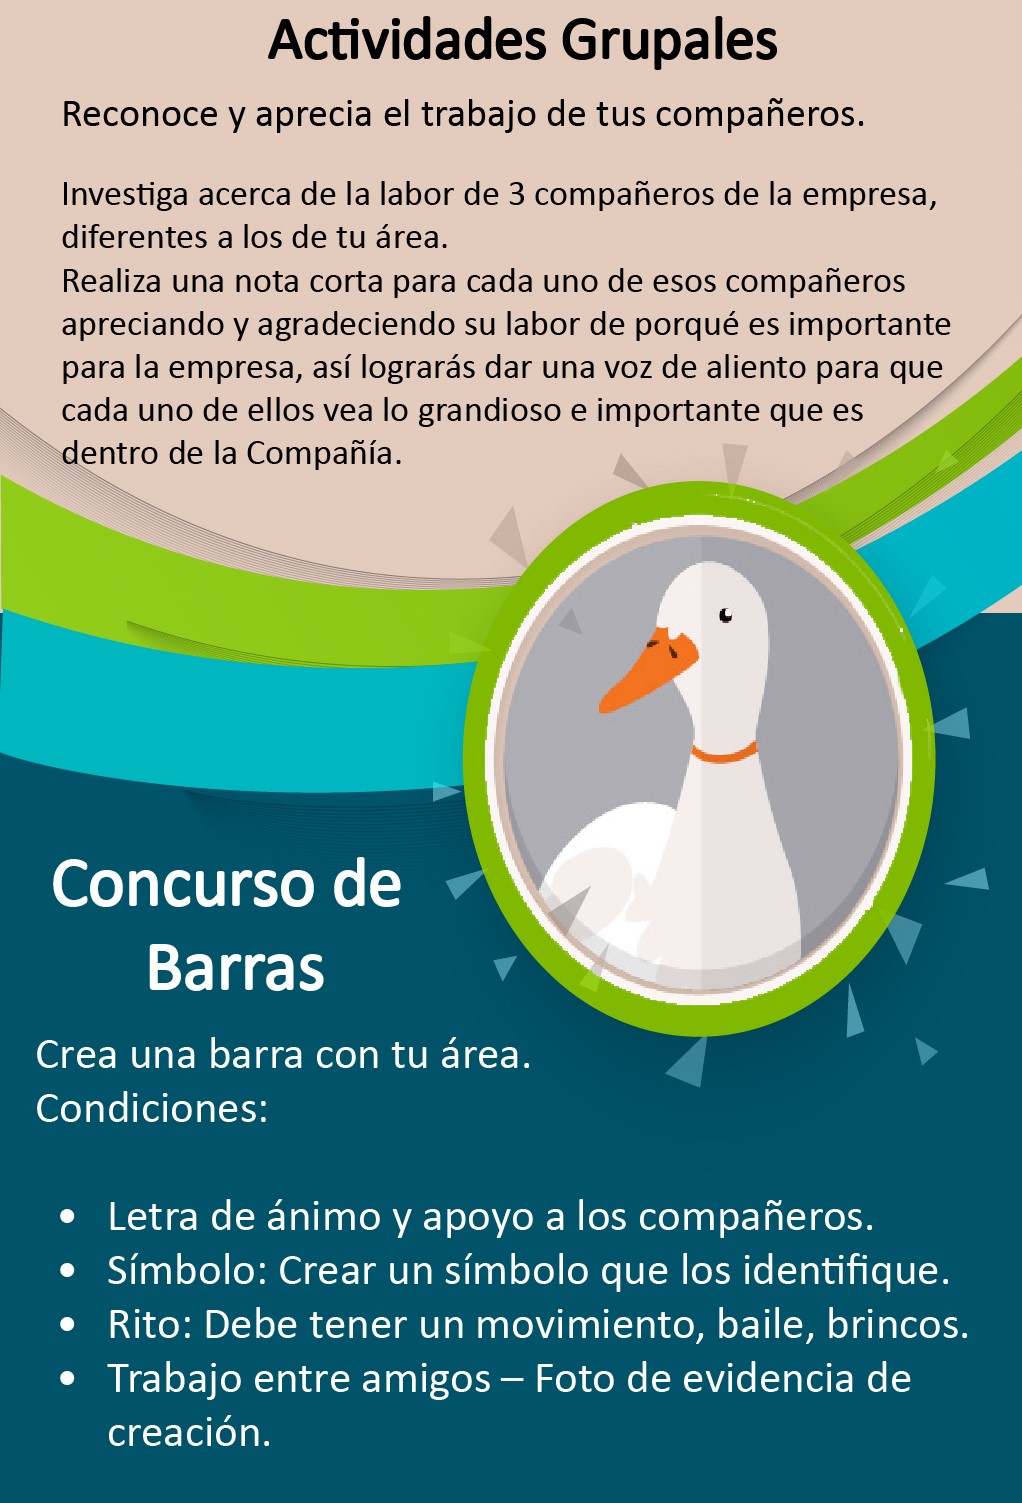 Actividades Grupales
Reconoce y aprecia el trabajo de tus compañeros.
Investiga acerca de la labor de 3 compañeros de la empresa,
diferentes a los de tu área.
Realiza una nota corta para cada uno de esos compañeros
apreciando y agradeciendo su labor de porqué es importante
para la empresa, así lograrás dar una voz de aliento para que
cada uno de ellos vea lo grandioso e importante que es
dentro de la Compañía.
Concurso de
Barras
Crea una barra con tu área.
Condiciones:
• Letra de ánimo y apoyo a los compañeros.
• Símbolo: Crear un símbolo que los identifique.
• Rito: Debe tener un movimiento, baile, brincos.
• Trabajo entre amigos – Foto de evidencia de
creación.